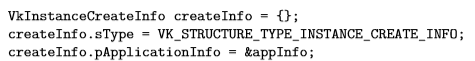 VkInstanceCreateInfo createInfo = {};
createInfo.sType = VK_STRUCTURE_TYPE_INSTANCE_CREATE_INFO;
createInfo.pApplicationInfo = &appInfo;